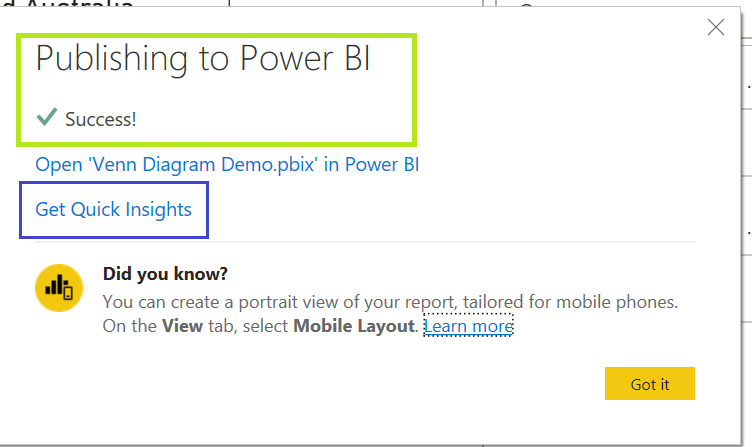 d Australia
Publishing to Power BI
Success!
Open 'Venn Diagram Demo.pbix' in Power BI
Get Quick Insights
Did you know?
You can create a portrait view of your report, tailored for mobile phones.
On the View tab, select Mobile Layout. Learn more
Got it